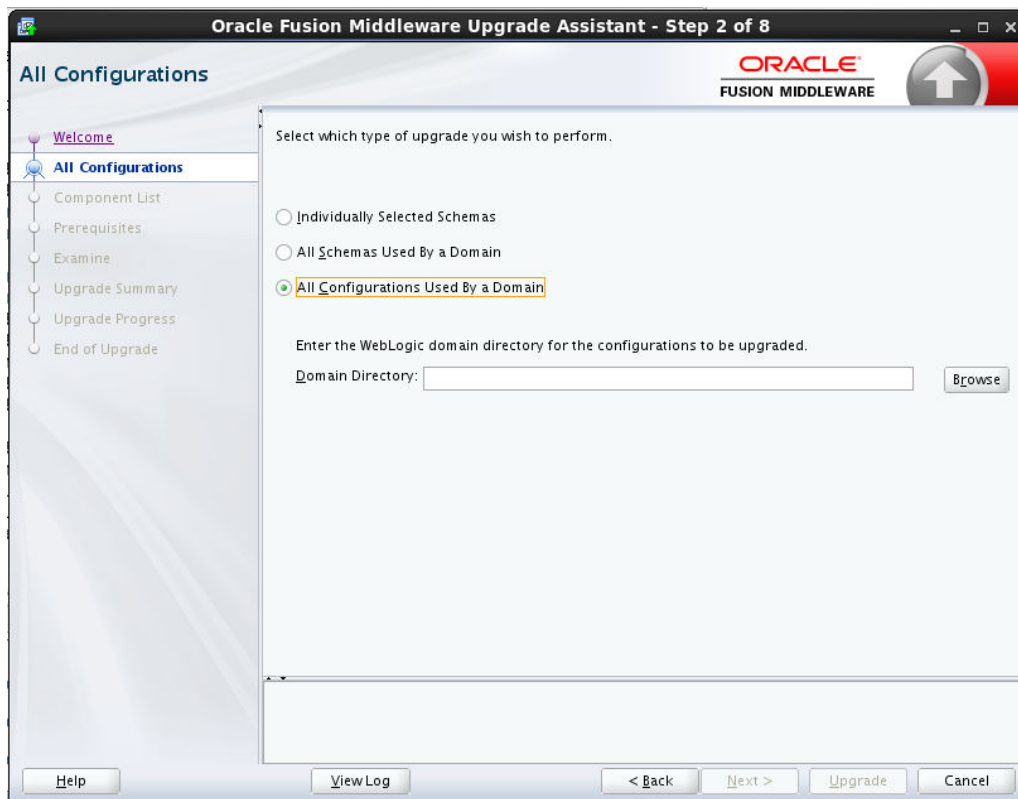 Oracle Fusion Middleware Upgrade Assistant - Step 2 of 8
All Configurations
ORACLE
FUSION MIDDLEWARE
Welcome
All Configurations
Component List
Prerequisites
Examine
Upgrade Summary
Upgrade Progress
End of Upgrade
Select which type of upgrade you wish to perform.
Individually Selected Schemas
All Schemas Used By a Domain
All Configurations Used By a Domain
Enter the WebLogic domain directory for the configurations to be upgraded.
Domain Directory: Browse
Help View Log < Back Next > Upgrade Cancel